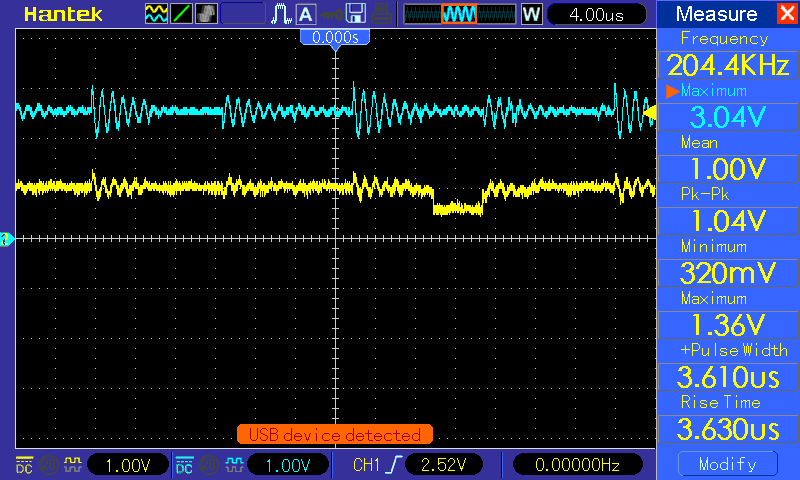 Hantek
A
W
4.00us
Measure
0.000s
Frequency
204.4KHz
Maximum
3.04V
Mean
1.00V
Pk-Pk
1.04V
Minimum
320mV
Maximum
1.36V
+Pulse Width
3.610us
Rise Time
3.630us
Modify
USB device detected
1.00V
1.00V
CH1
2.52V
0.00000Hz